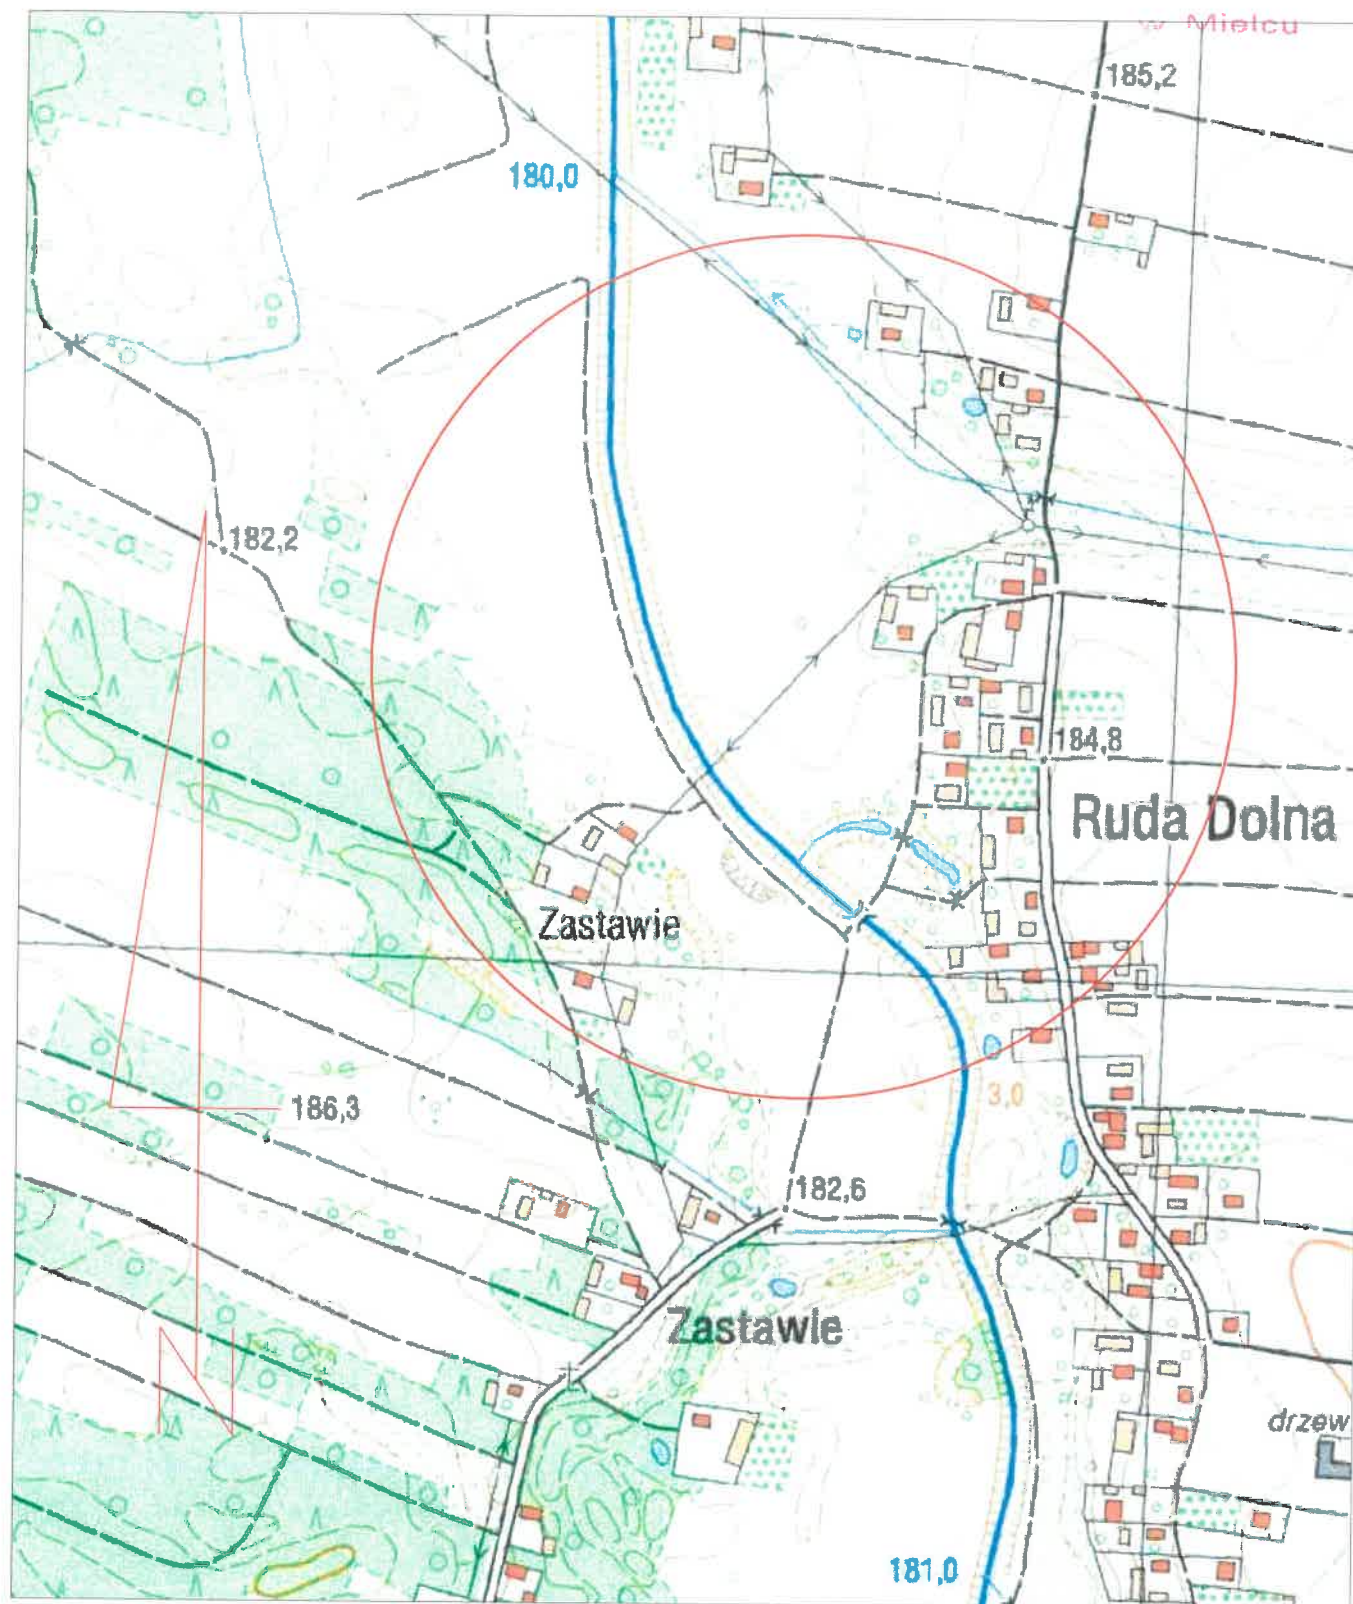 w Mielcu
185,2
180,0
182,2
184,8
Ruda Dolna
Zastawie
3,0
186,3
182,6
Zastawie
drzew
181,0
N